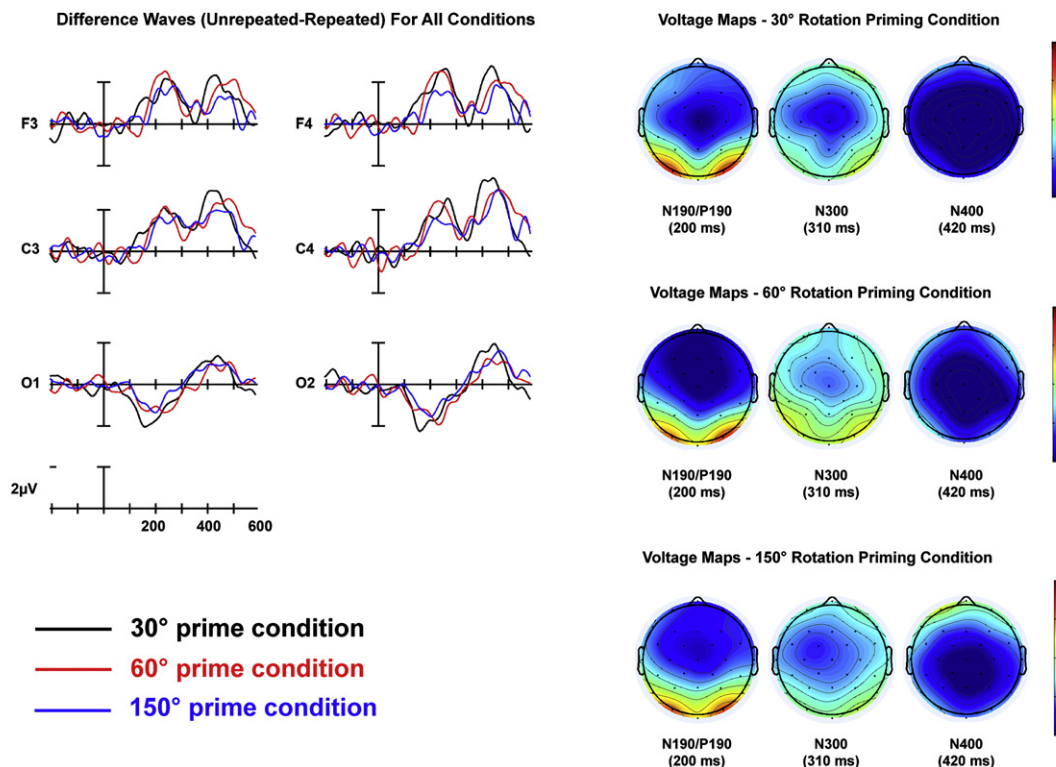 Difference Waves (Unrepeated-Repeated) For All Conditions
F3
F4
C3
C4
O1
O2
2µV
200 400 600
30° prime condition
60° prime condition
150° prime condition
Voltage Maps - 30° Rotation Priming Condition
N190/P190 N300 N400
(200 ms) (310 ms) (420 ms)
Voltage Maps - 60° Rotation Priming Condition
N190/P190 N300 N400
(200 ms) (310 ms) (420 ms)
Voltage Maps - 150° Rotation Priming Condition
N190/P190 N300 N400
(200 ms) (310 ms) (420 ms)